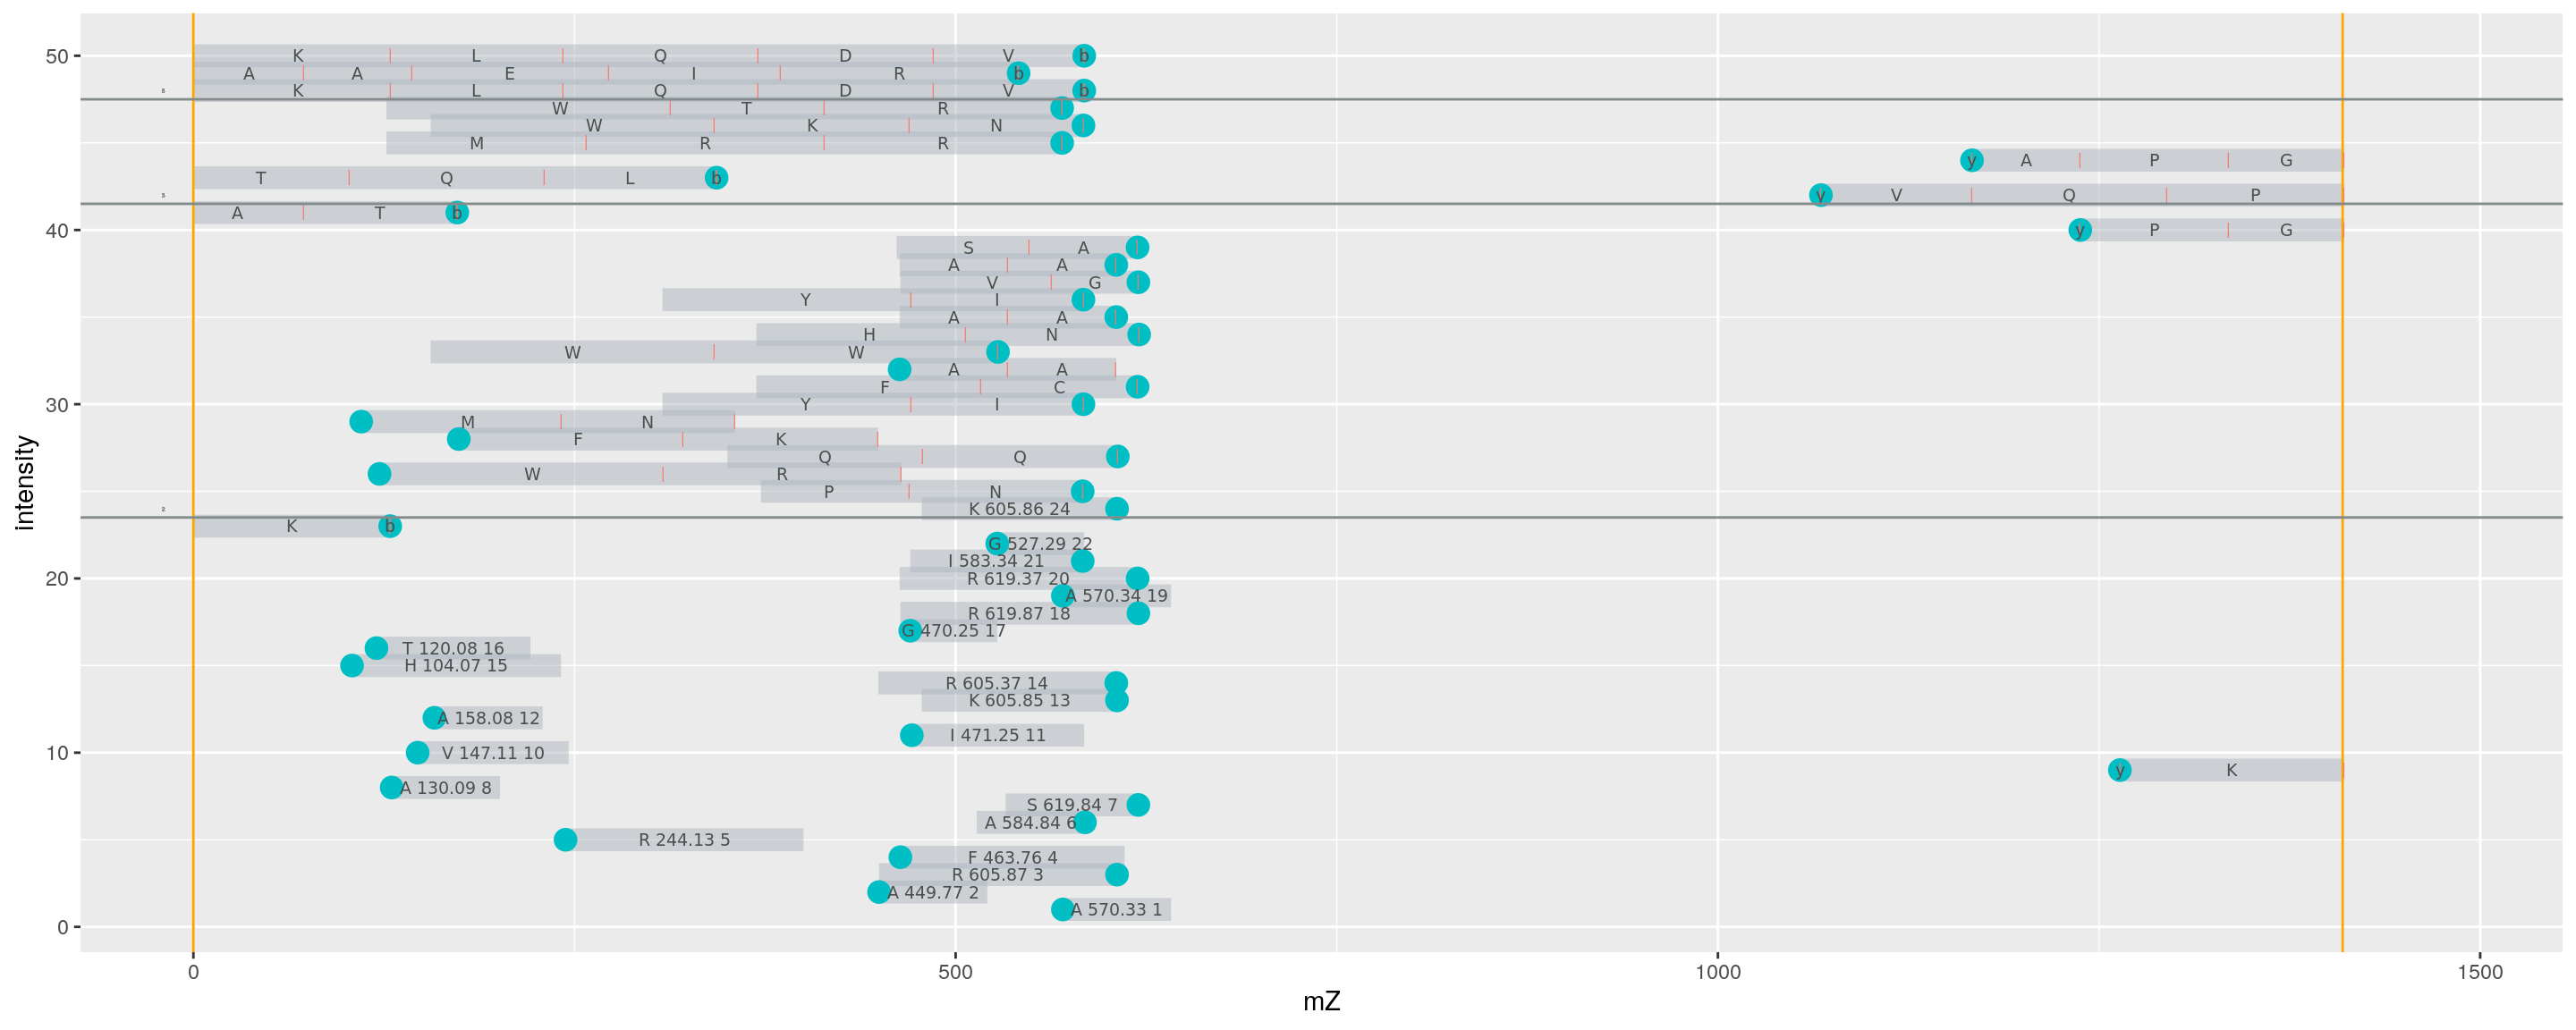 50
K L Q D V b
A A E I R b
K L Q D V b
W T R
W K N
M R R
y A P G
T Q L b
y V Q P
A T b
40
y P G
S A
A A
V G
Y I
A A
H N
W W
A A
F C
30
Y I
M N
F K
Q Q
W R
P N
K 605.86 24
K b
G 527.29 22
I 583.34 21
20
R 619.37 20
A 570.34 19
R 619.87 18
G 470.25 17
T 120.08 16
H 104.07 15
R 605.37 14
K 605.85 13
A 158.08 12
I 471.25 11
10
V 147.11 10
y K
A 130.09 8
S 619.84 7
A 584.84 6
R 244.13 5
F 463.76 4
R 605.87 3
A 449.77 2
A 570.33 1
0
0 500 1000 1500
mZ
intensity